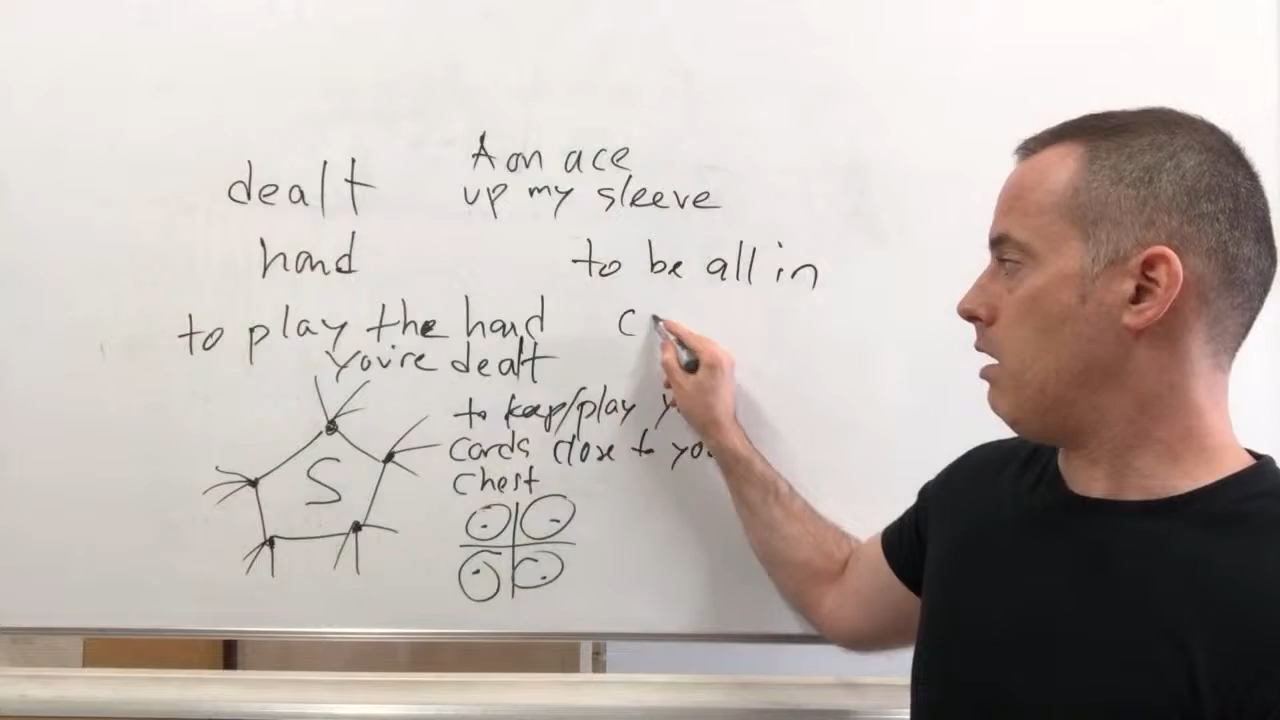 dealt
hand
to play the hand
you're dealt
S
A on ace
up my sleeve
to be all in
C
to keep/play
cards close to
chest